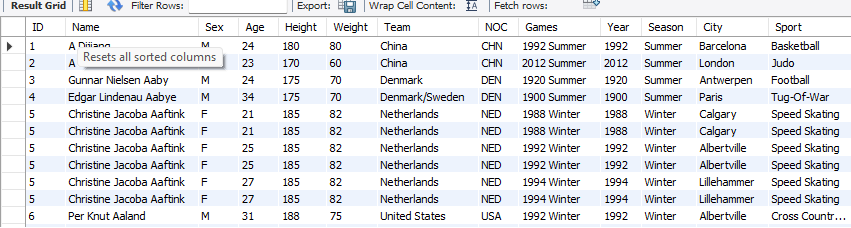 Result Grid Filter Rows: Export: Wrap Cell Content: Fetch rows:
ID Name Sex Age Height Weight Team NOC Games Year Season City Sport
1 A Dijiang M 24 180 80 China CHN 1992 Summer 1992 Summer Barcelona Basketball
Resets all sorted columns
2 A 23 170 60 China CHN 2012 Summer 2012 Summer London Judo
3 Gunnar Nielsen Aaby M 24 175 70 Denmark DEN 1920 Summer 1920 Summer Antwerpen Football
4 Edgar Lindenau Aabye M 34 175 70 Denmark/Sweden DEN 1900 Summer 1900 Summer Paris Tug-Of-War
5 Christine Jacoba Aaftink F 21 185 82 Netherlands NED 1988 Winter 1988 Winter Calgary Speed Skating
5 Christine Jacoba Aaftink F 21 185 82 Netherlands NED 1988 Winter 1988 Winter Calgary Speed Skating
5 Christine Jacoba Aaftink F 25 185 82 Netherlands NED 1992 Winter 1992 Winter Albertville Speed Skating
5 Christine Jacoba Aaftink F 25 185 82 Netherlands NED 1992 Winter 1992 Winter Albertville Speed Skating
5 Christine Jacoba Aaftink F 27 185 82 Netherlands NED 1994 Winter 1994 Winter Lillehammer Speed Skating
5 Christine Jacoba Aaftink F 27 185 82 Netherlands NED 1994 Winter 1994 Winter Lillehammer Speed Skating
6 Per Knut Aaland M 31 188 75 United States USA 1992 Winter 1992 Winter Albertville Cross Countr...